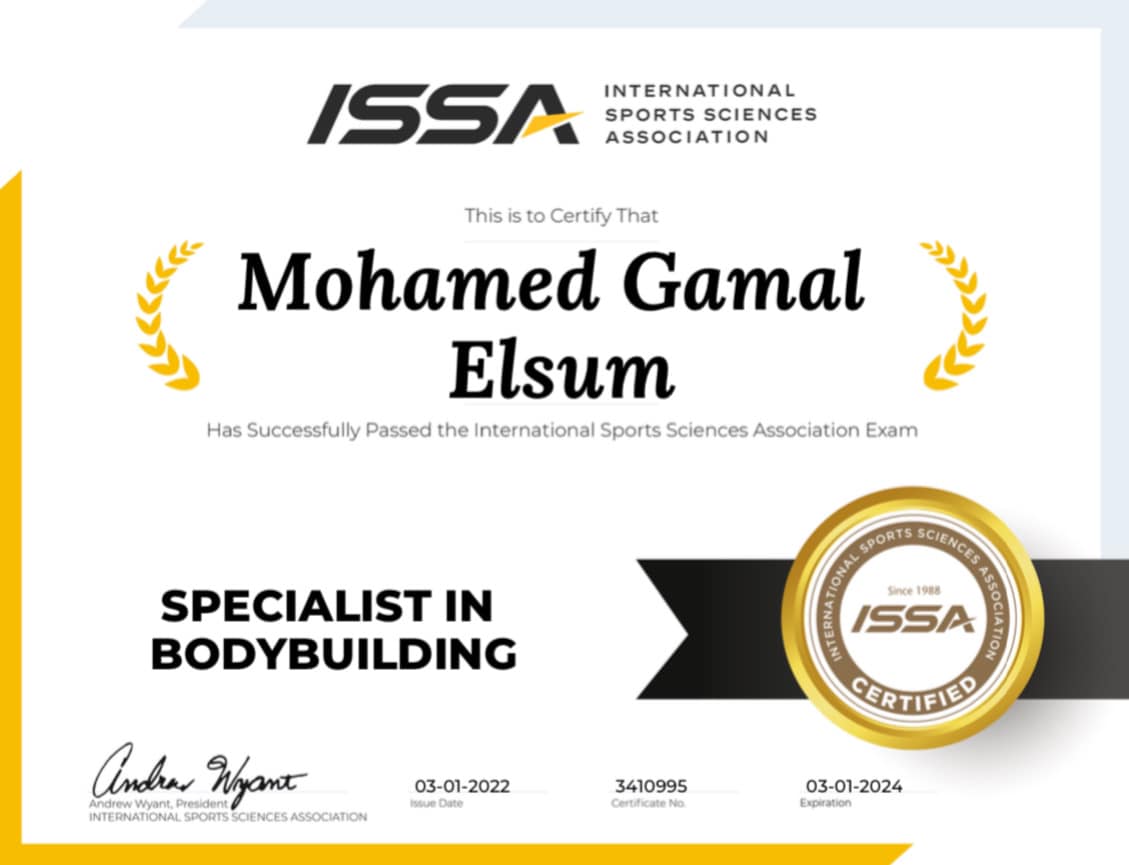 ISSA
INTERNATIONAL
SPORTS SCIENCES
ASSOCIATION
This is to Certify That
Mohamed Gamal
Elsum
Has Successfully Passed the International Sports Sciences Association Exam
SPECIALIST IN
BODYBUILDING
INTERNATIONAL SPORTS SCIENCES ASSOCIATION
Since 1988
ISSA
CERTIFIED
Andrew Wyant
Andrew Wyant, President
INTERNATIONAL SPORTS SCIENCES ASSOCIATION
03-01-2022
Issue Date
3410995
Certificate No.
03-01-2024
Expiration